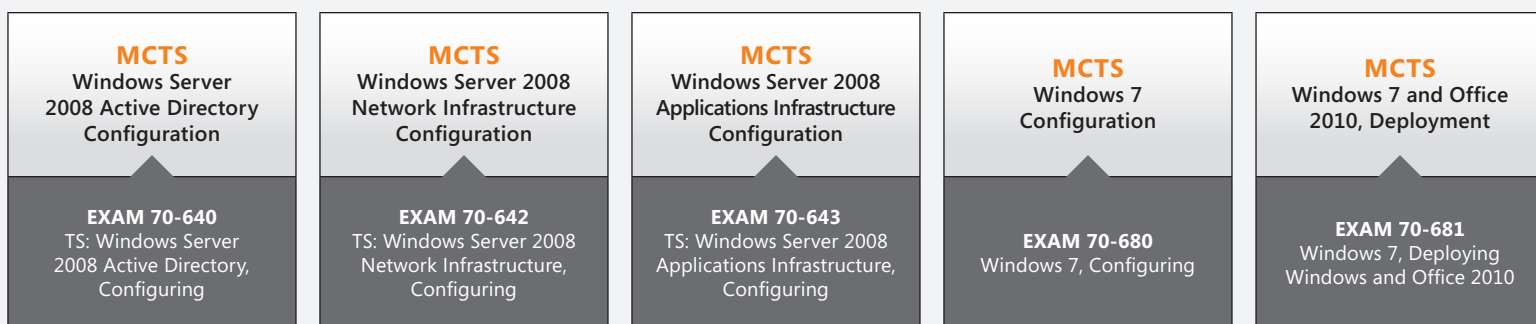 MCTS
Windows Server
2008 Active Directory
Configuration
EXAM 70-640
TS: Windows Server
2008 Active Directory,
Configuring
MCTS
Windows Server 2008
Network Infrastructure
Configuration
EXAM 70-642
TS: Windows Server 2008
Network Infrastructure,
Configuring
MCTS
Windows Server 2008
Applications Infrastructure
Configuration
EXAM 70-643
TS: Windows Server 2008
Applications Infrastructure,
Configuring
MCTS
Windows 7
Configuration
EXAM 70-680
Windows 7, Configuring
MCTS
Windows 7 and Office
2010, Deployment
EXAM 70-681
Windows 7, Deploying
Windows and Office 2010